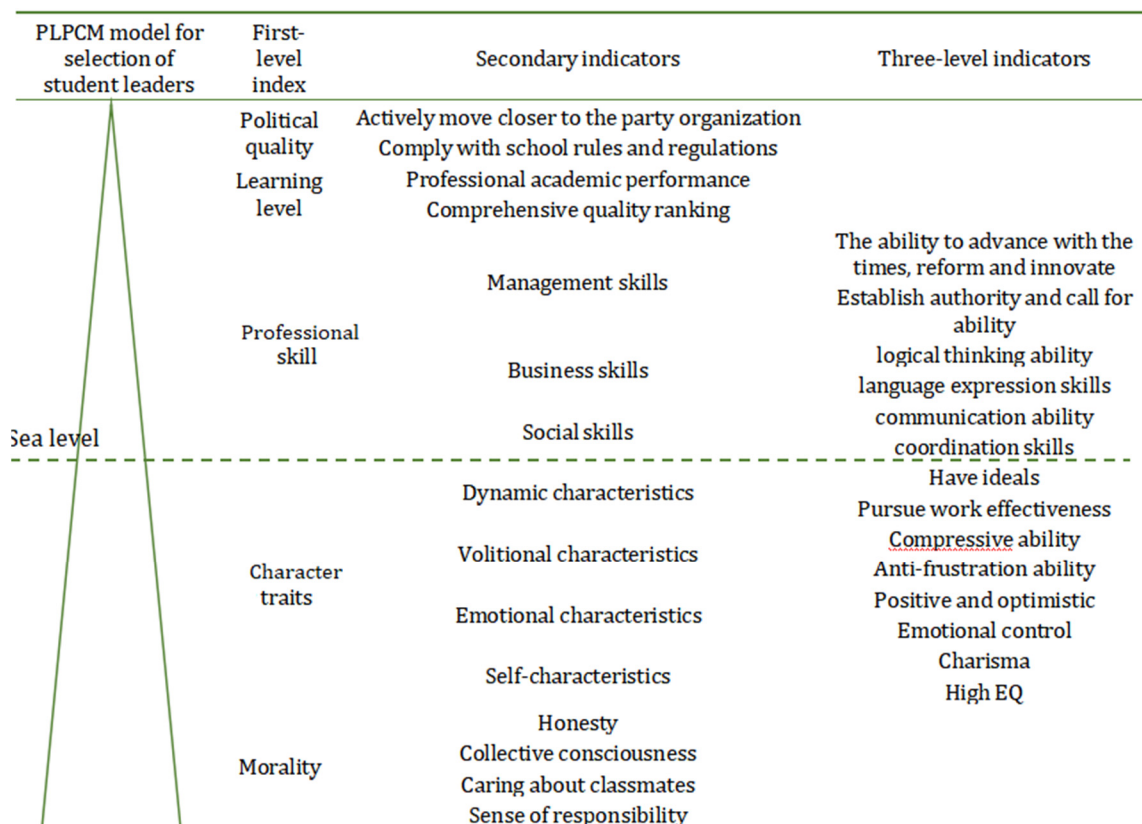 PLPCM model for
selection of
student leaders
First-
level
index
Secondary indicators
Three-level indicators
Political
quality
Actively move closer to the party organization
Comply with school rules and regulations
Learning
level
Professional academic performance
Comprehensive quality ranking
Professional
skill
Management skills
The ability to advance with the
times, reform and innovate
Establish authority and call for
ability
Business skills
logical thinking ability
language expression skills
Social skills
communication ability
coordination skills
Sea level
Character
traits
Dynamic characteristics
Have ideals
Pursue work effectiveness
Volitional characteristics
Compressive ability
Anti-frustration ability
Emotional characteristics
Positive and optimistic
Emotional control
Self-characteristics
Charisma
High EQ
Morality
Honesty
Collective consciousness
Caring about classmates
Sense of responsibility